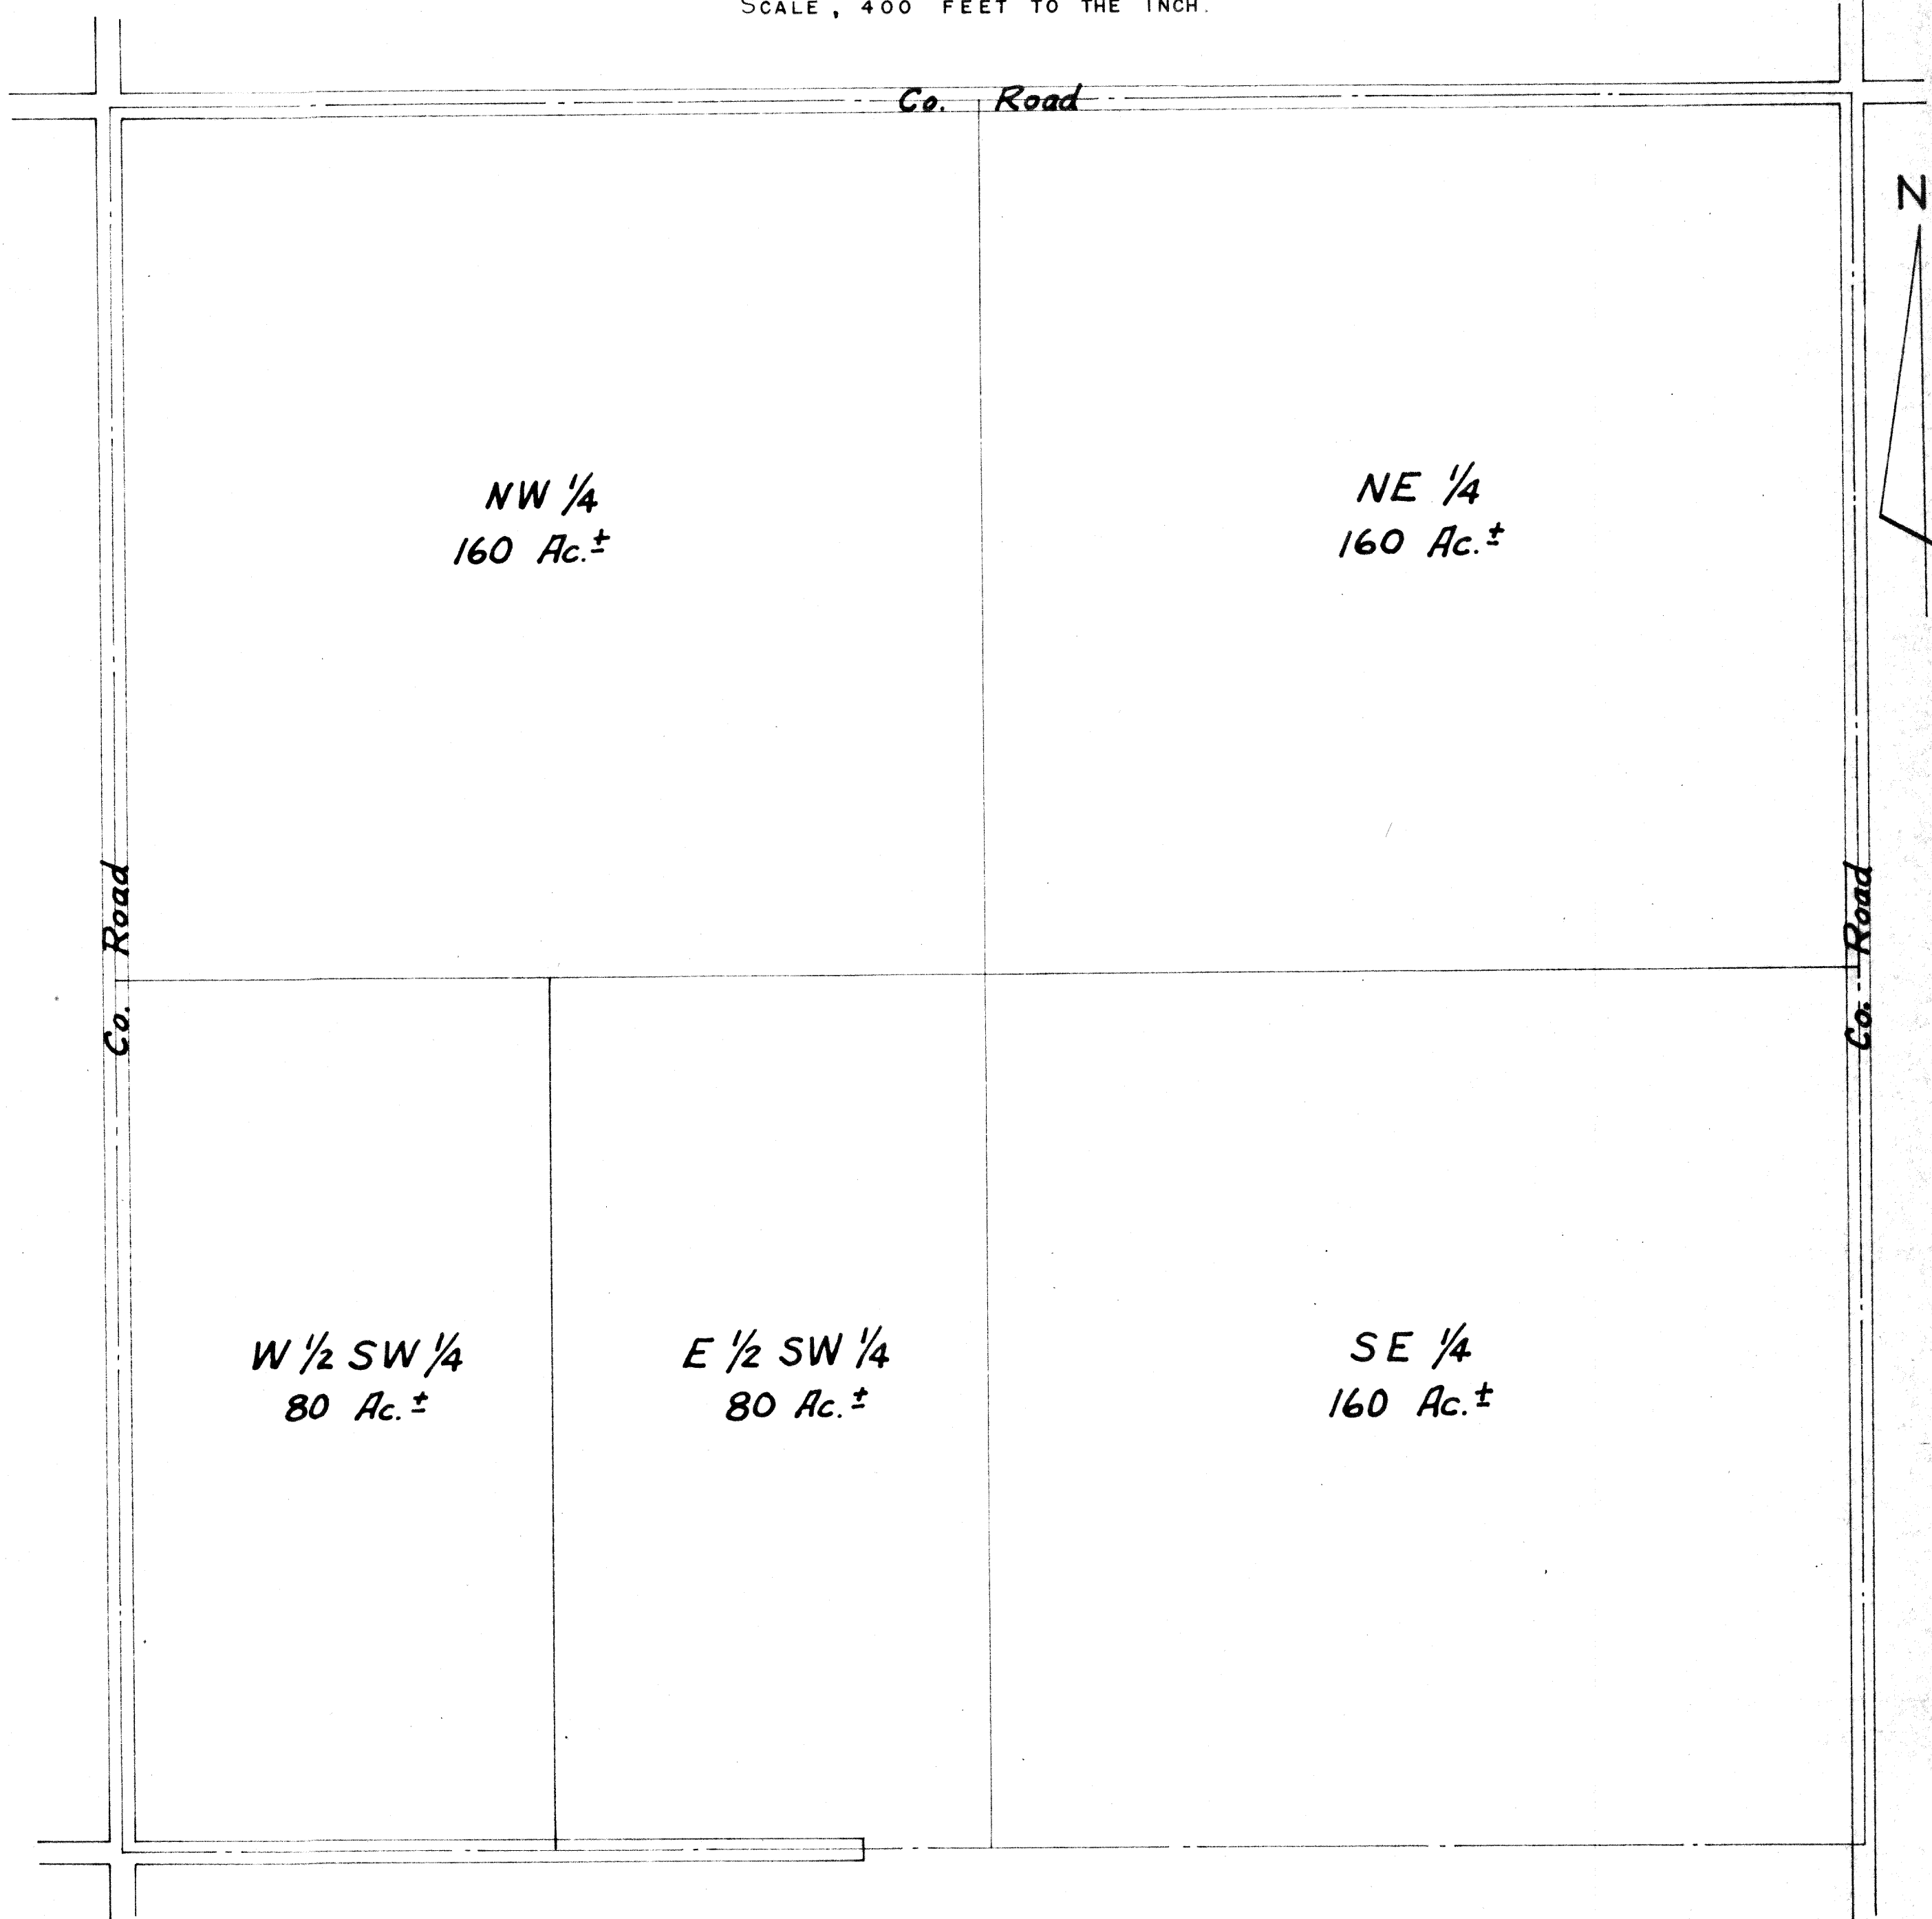 SCALE, 400 FEET TO THE INCH.
Co. Road
N
NW 1/4
160 Ac.±
NE 1/4
160 Ac.±
Co. Road
Co. Road
W 1/2 SW 1/4
80 Ac.±
E 1/2 SW 1/4
80 Ac.±
SE 1/4
160 Ac.±